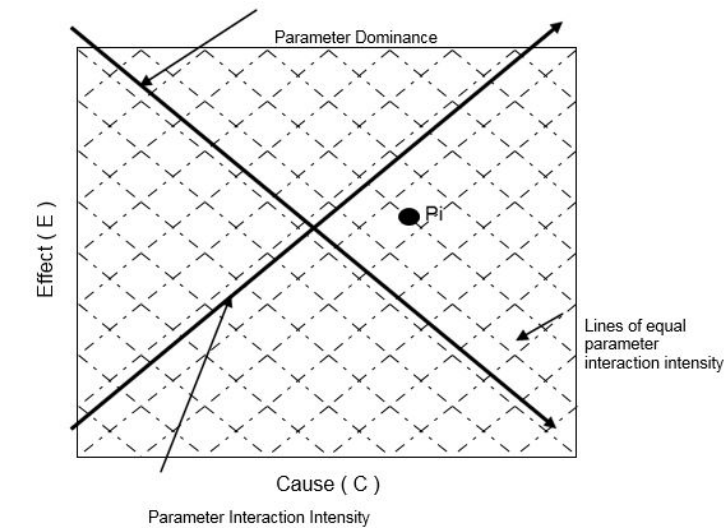 Parameter Dominance
Effect ( E )
Pi
Lines of equal
parameter
interaction intensity
Cause ( C )
Parameter Interaction Intensity